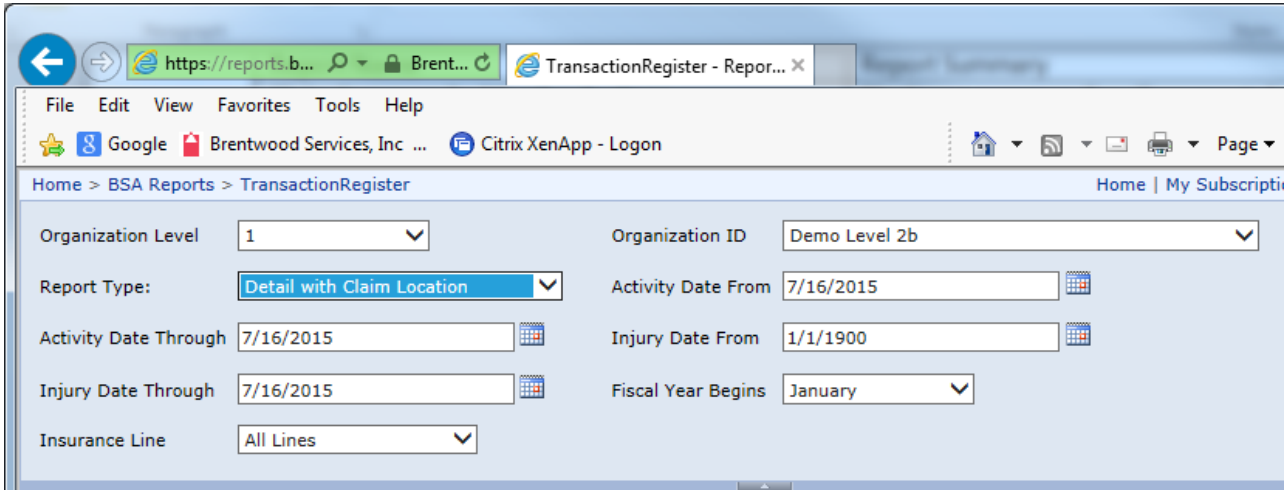 https://reports.b... Brent... TransactionRegister - Repor...
File Edit View Favorites Tools Help
Google Brentwood Services, Inc ... Citrix XenApp - Logon Page
Home > BSA Reports > TransactionRegister Home | My Subscripti
Organization Level 1 Organization ID Demo Level 2b
Report Type: Detail with Claim Location Activity Date From 7/16/2015
Activity Date Through 7/16/2015 Injury Date From 1/1/1900
Injury Date Through 7/16/2015 Fiscal Year Begins January
Insurance Line All Lines